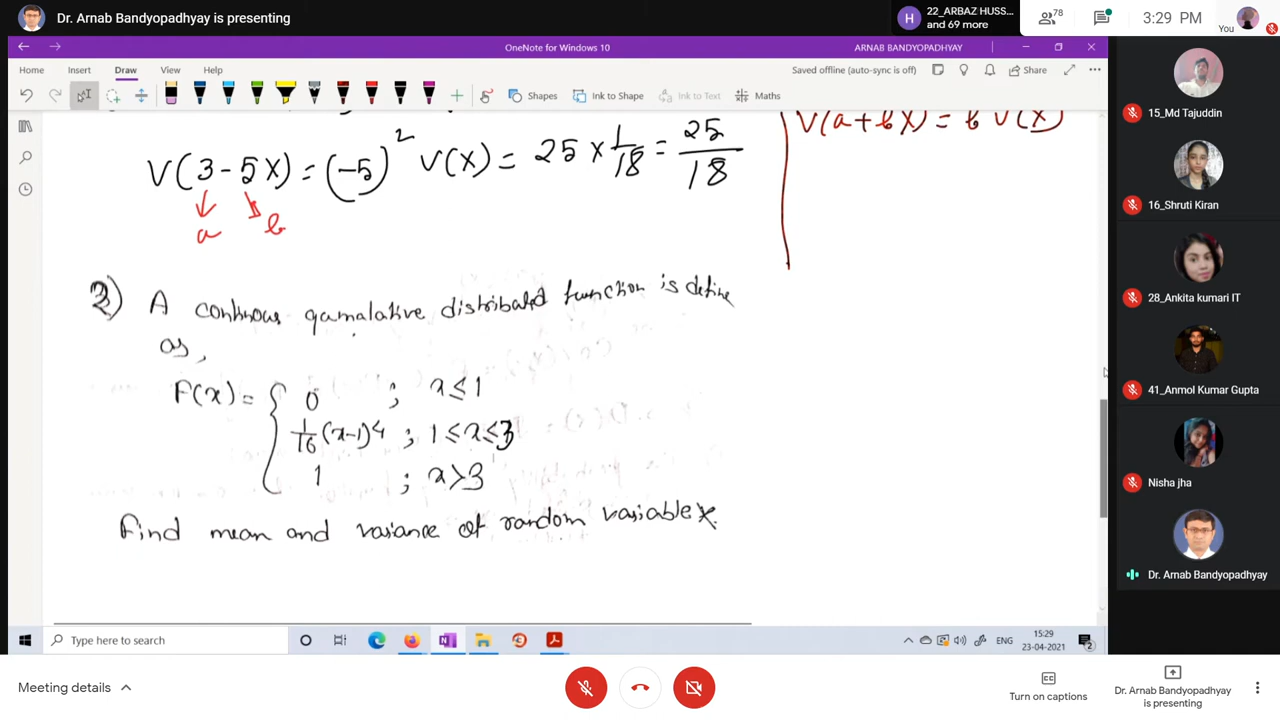 Dr. Arnab Bandyopadhyay is presenting
H
22_ARBAZ HUSS...
and 69 more
78
3:29 PM
You
OneNote for Windows 10
ARNAB BANDYOPADHYAY
Home Insert Draw View Help
Saved offline (auto-sync is off)
Share
Shapes
Ink to Shape
Ink to Text
Maths
V(a+bX) = b V(X)
V(3-5X) = (-5)² V(X) = 25 × 1/18 = 25/18
a
b
2) A continous qamalative distributed function is define
as,
F(x) = { 0 ; x ≤ 1
1/16 (x-1)⁴ ; 1 ≤ x ≤ 3
1 ; x > 3
Find mean and variance of random variable X.
15_Md Tajuddin
16_Shruti Kiran
28_Ankita kumari IT
41_Anmol Kumar Gupta
Nisha jha
Dr. Arnab Bandyopadhyay
Type here to search
ENG
15:29
23-04-2021
2
Meeting details
Turn on captions
Dr. Arnab Bandyopadhyay
is presenting